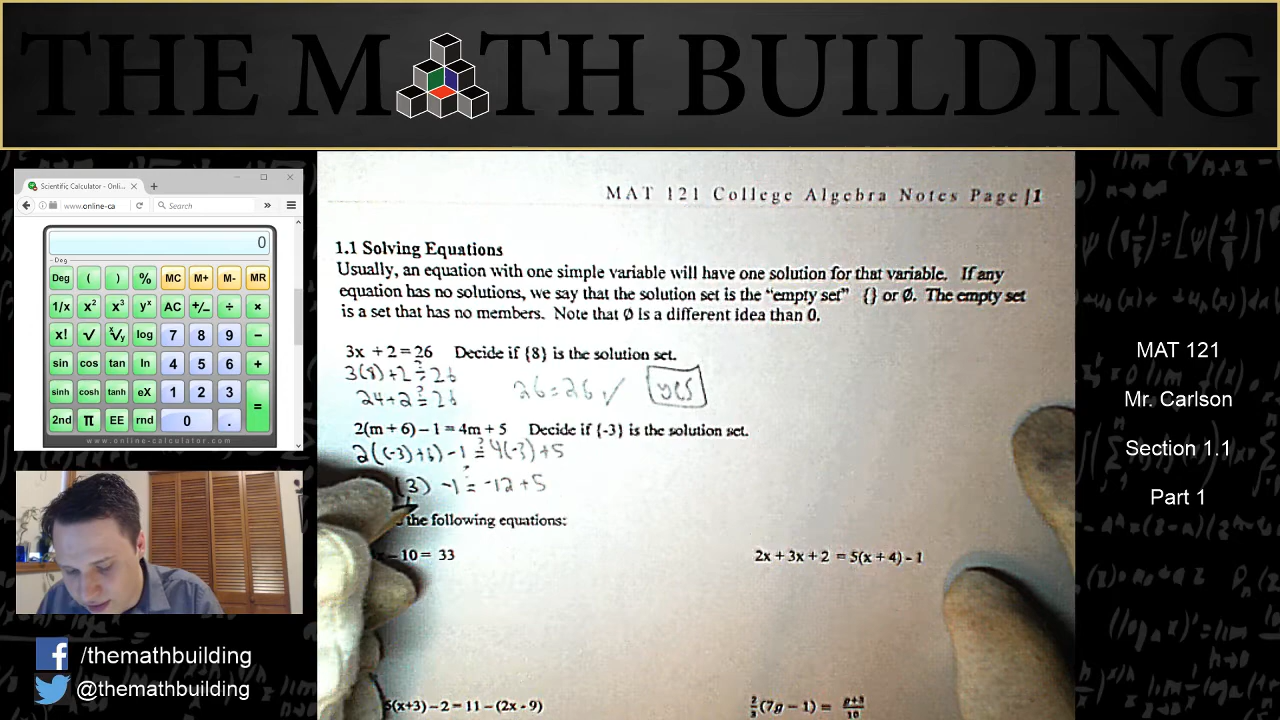 THE MATH BUILDING
MAT 121 College Algebra Notes Page | 1
1.1 Solving Equations
Usually, an equation with one simple variable will have one solution for that variable. If any
equation has no solutions, we say that the solution set is the “empty set” {} or Ø. The empty set
is a set that has no members. Note that Ø is a different idea than 0.
3x + 2 = 26 Decide if {8} is the solution set.
3(8) + 2 ≟ 26
24 + 2 ≟ 26 26 = 26 ✓ yes
2(m + 6) – 1 = 4m + 5 Decide if {-3} is the solution set.
2((-3) + 6) - 1 ≟ 4(-3) + 5
(3) - 1 ≟ -12 + 5
the following equations:
– 10 = 33 2x + 3x + 2 = 5(x + 4) - 1
(x+3) – 2 = 11 – (2x - 9) 2/3(7g – 1) = g+3/10
Scientific Calculator - Onli...
www.online-ca
Search
0
Deg
Deg ( ) % MC M+ M- MR
1/x x² x³ yˣ AC +/– ÷ ×
x! √ ˣ√y log 7 8 9 –
sin cos tan ln 4 5 6 +
sinh cosh tanh eX 1 2 3 =
2nd π EE rnd 0 .
www.online-calculator.com
/themathbuilding
@themathbuilding
MAT 121
Mr. Carlson
Section 1.1
Part 1